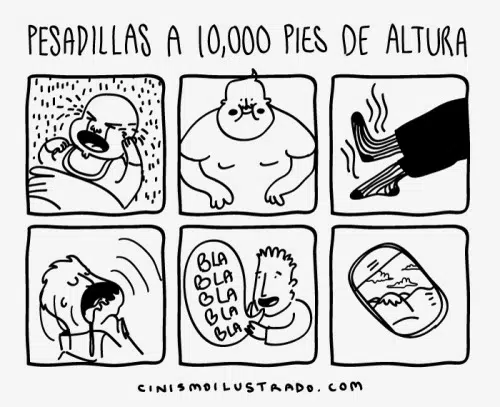 PESADILLAS A 10,000 PIES DE ALTURA
BLA
BLA
BLA
BLA
BLA
CINISMOILUSTRADO.COM